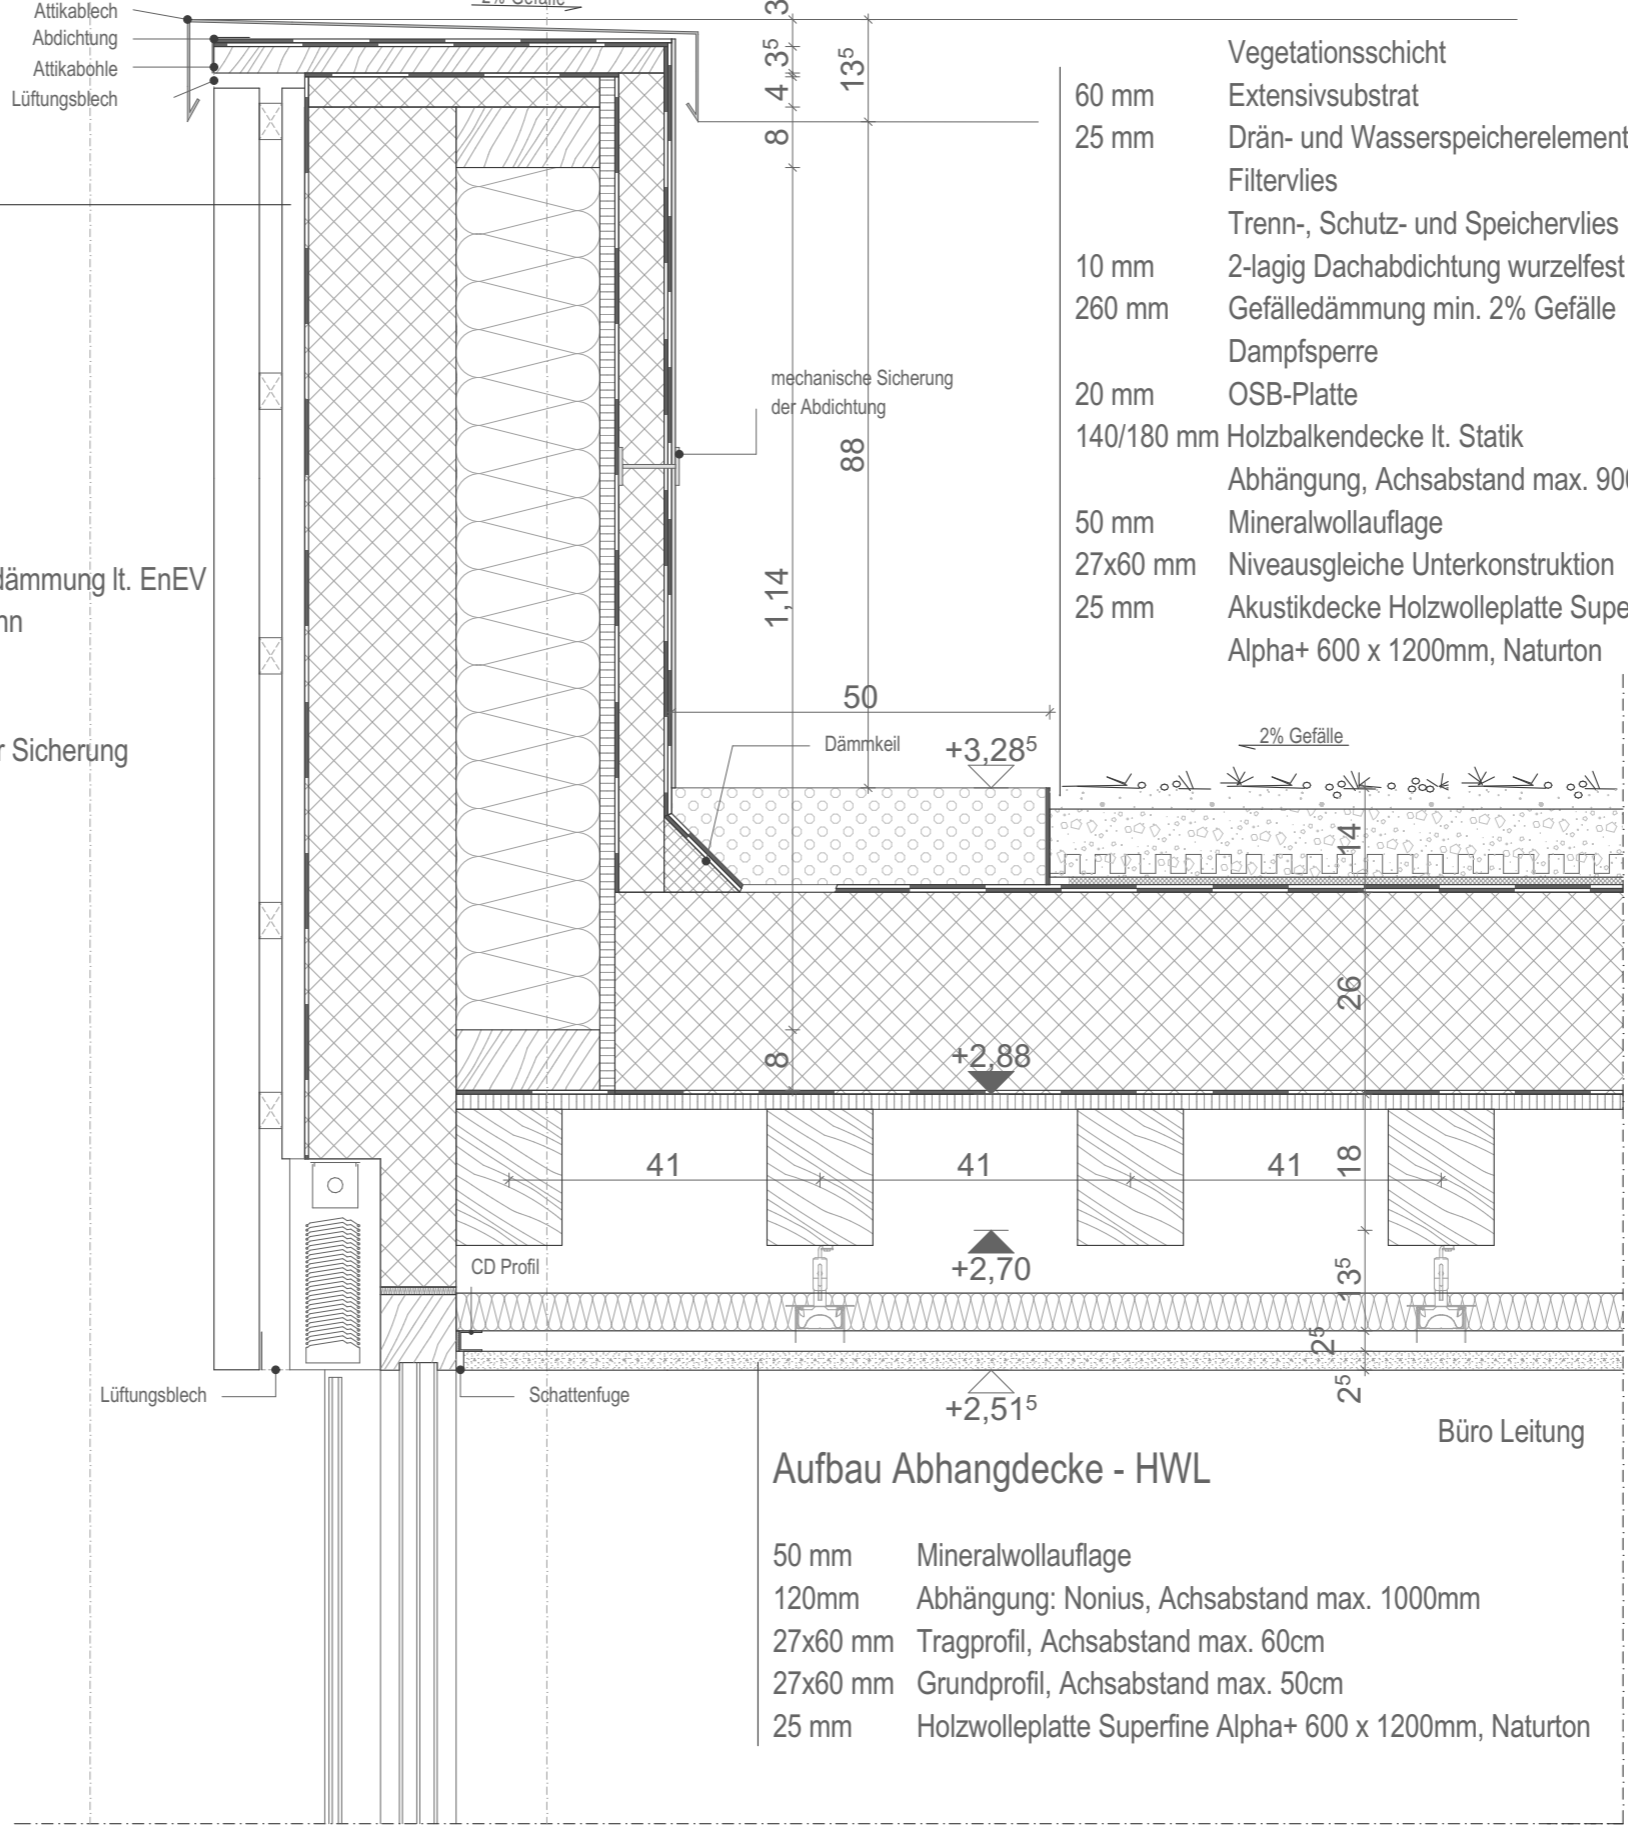 2% Gefälle
Attikablech
Abdichtung
Attikabohle
Lüftungsblech
3
3⁵
4
8
13⁵
88
1,14
8
Vegetationsschicht
60 mm Extensivsubstrat
25 mm Drän- und Wasserspeicherelement
Filtervlies
Trenn-, Schutz- und Speichervlies
10 mm 2-lagig Dachabdichtung wurzelfest
260 mm Gefälledämmung min. 2% Gefälle
Dampfsperre
20 mm OSB-Platte
140/180 mm Holzbalkendecke lt. Statik
Abhängung, Achsabstand max. 900
50 mm Mineralwollauflage
27x60 mm Niveausgleiche Unterkonstruktion
25 mm Akustikdecke Holzwolleplatte Supe
Alpha+ 600 x 1200mm, Naturton
mechanische Sicherung
der Abdichtung
dämmung lt. EnEV
nn
r Sicherung
50
Dämmkeil
+3,28⁵
2% Gefälle
14
26
+2,88
41
41
41
18
+2,70
13⁵
CD Profil
2⁵
2⁵
Lüftungsblech
Schattenfuge
+2,51⁵
Büro Leitung
Aufbau Abhangdecke - HWL
50 mm Mineralwollauflage
120mm Abhängung: Nonius, Achsabstand max. 1000mm
27x60 mm Tragprofil, Achsabstand max. 60cm
27x60 mm Grundprofil, Achsabstand max. 50cm
25 mm Holzwolleplatte Superfine Alpha+ 600 x 1200mm, Naturton